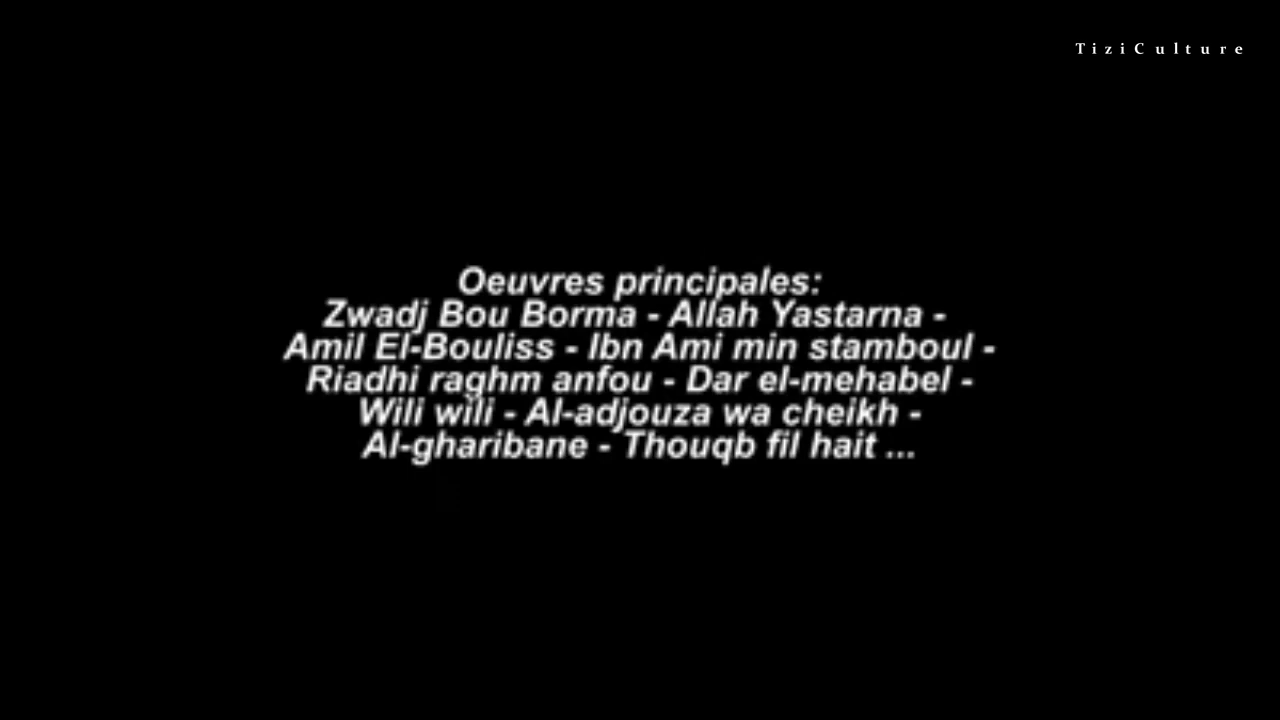 TiziCulture
Oeuvres principales:
Zwadj Bou Borma - Allah Yastarna -
Amil El-Bouliss - Ibn Ami min stamboul -
Riadhi raghm anfou - Dar el-mehabel -
Wili wili - Al-adjouza wa cheikh -
Al-gharibane - Thouqb fil hait ...